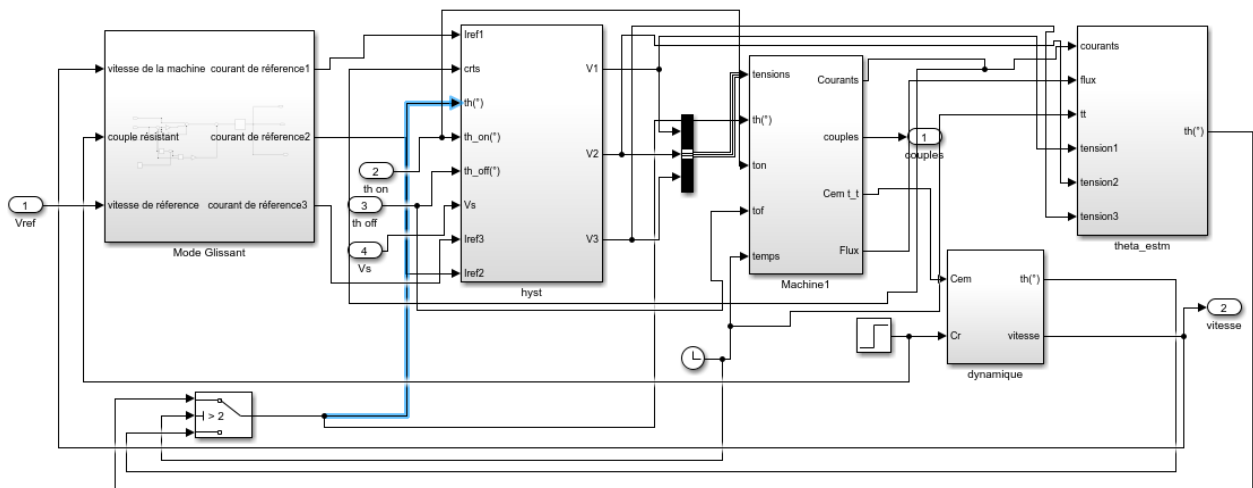 vitesse de la machine
couple résistant
vitesse de réference
courant de réference1
courant de réference2
courant de réference3
Mode Glissant
1
Vref
2
th on
3
th off
4
Vs
Iref1
crts
th(°)
th_on(°)
th_off(°)
Vs
Iref3
Iref2
V1
V2
V3
hyst
tensions
th(°)
ton
tof
temps
Courants
couples
Cem t_t
Flux
Machine1
1
couples
courants
flux
tt
tension1
tension2
tension3
th(°)
theta_estm
Cem
Cr
th(°)
vitesse
dynamique
2
vitesse
> 2